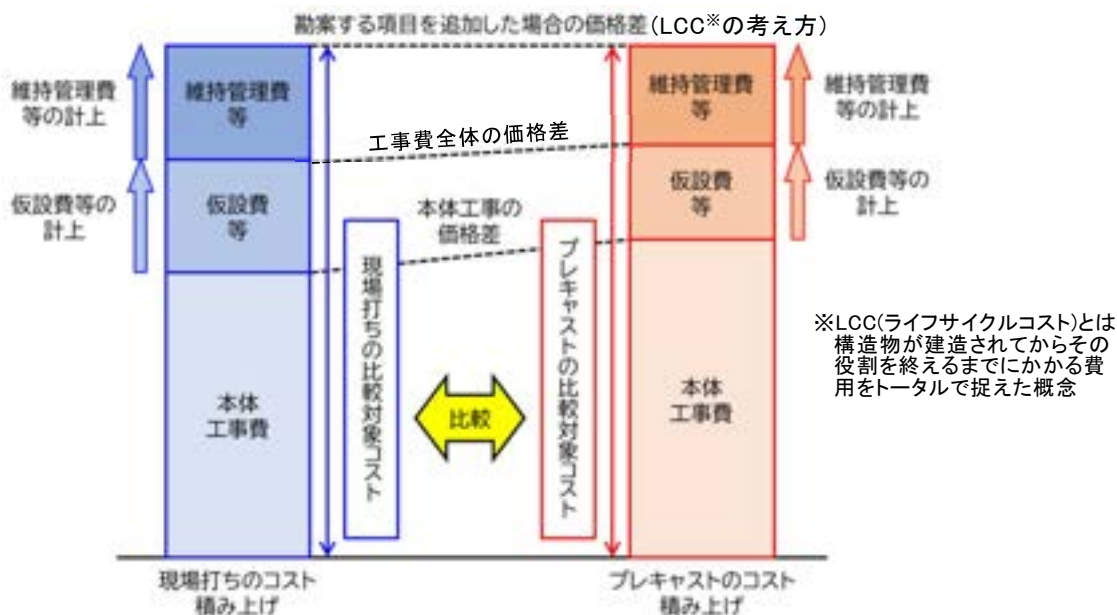 勘案する項目を追加した場合の価格差(LCC※の考え方)
維持管理費
等の計上
維持管理費
等
維持管理費
等
維持管理費
等の計上
工事費全体の価格差
仮設費等の
計上
仮設費
等
本体工事の
価格差
仮設費
等
仮設費等の
計上
現場打ちの比較対象コスト
プレキャストの比較対象コスト
※LCC(ライフサイクルコスト)とは
構造物が建造されてからその
役割を終えるまでにかかる費
用をトータルで捉えた概念
本体
工事費
比較
本体
工事費
現場打ちのコスト
積み上げ
プレキャストのコスト
積み上げ